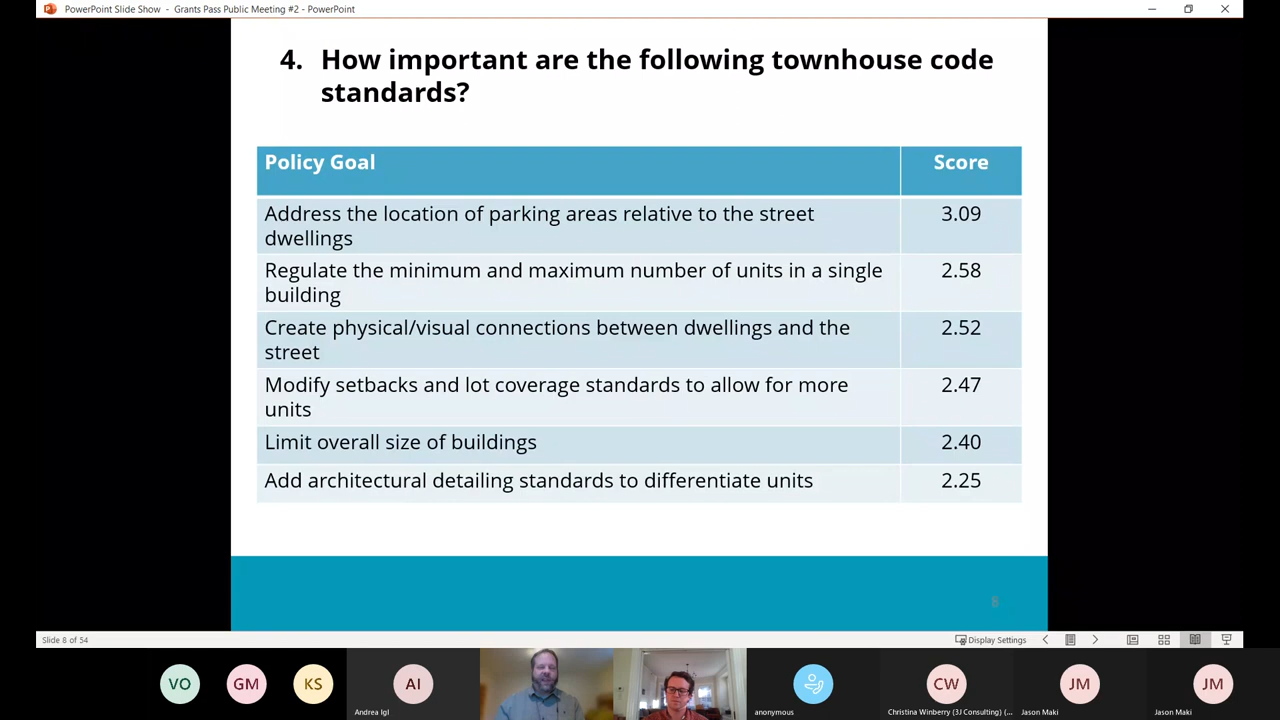 PowerPoint Slide Show - Grants Pass Public Meeting #2 - PowerPoint
4. How important are the following townhouse code
standards?
Policy Goal Score
Address the location of parking areas relative to the street
dwellings
3.09
Regulate the minimum and maximum number of units in a single
building
2.58
Create physical/visual connections between dwellings and the
street
2.52
Modify setbacks and lot coverage standards to allow for more
units
2.47
Limit overall size of buildings 2.40
Add architectural detailing standards to differentiate units 2.25
8
Slide 8 of 54
Display Settings
VO
GM
KS
AI
CW
JM
JM
Andrea Igl
anonymous
Christina Winberry (3J Consulting) (...
Jason Maki
Jason Maki